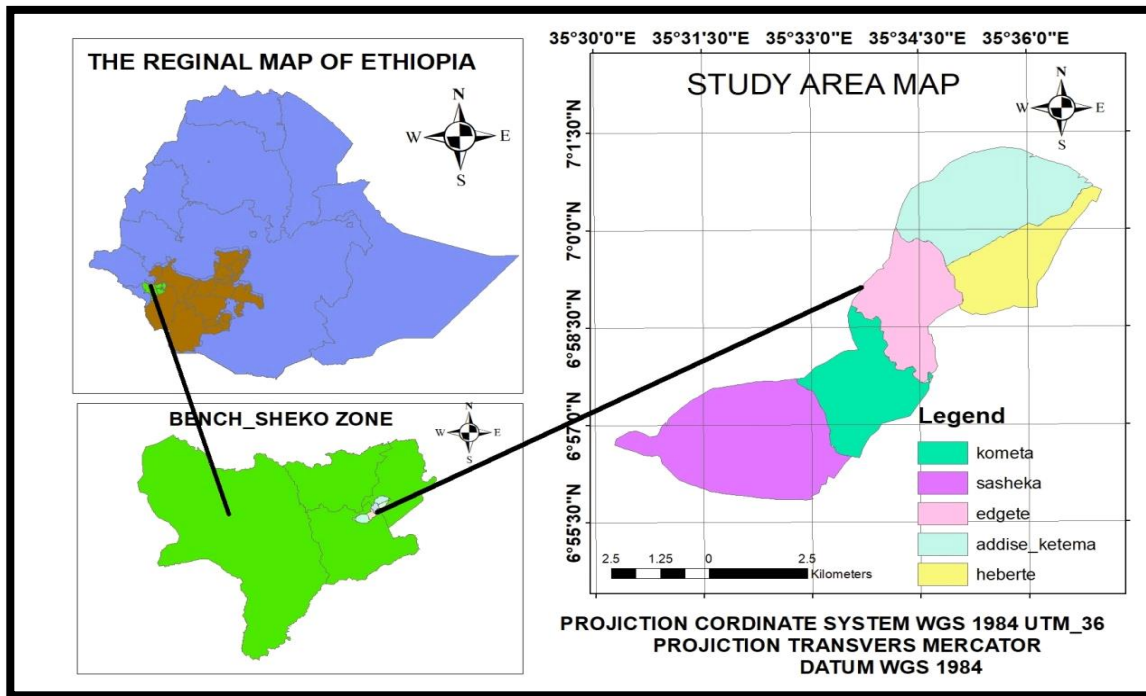 THE REGINAL MAP OF ETHIOPIA
N
W E
S
BENCH_SHEKO ZONE
N
W E
S
35°30'0"E 35°31'30"E 35°33'0"E 35°34'30"E 35°36'0"E
STUDY AREA MAP
N
W E
S
7°1'30"N
7°0'0"N
6°58'30"N
6°57'0"N
6°55'30"N
Legend
kometa
sasheka
edgete
addise_ketema
heberte
2.5 1.25 0 2.5
Kilometers
PROJICTION CORDINATE SYSTEM WGS 1984 UTM_36
PROJICTION TRANSVERS MERCATOR
DATUM WGS 1984